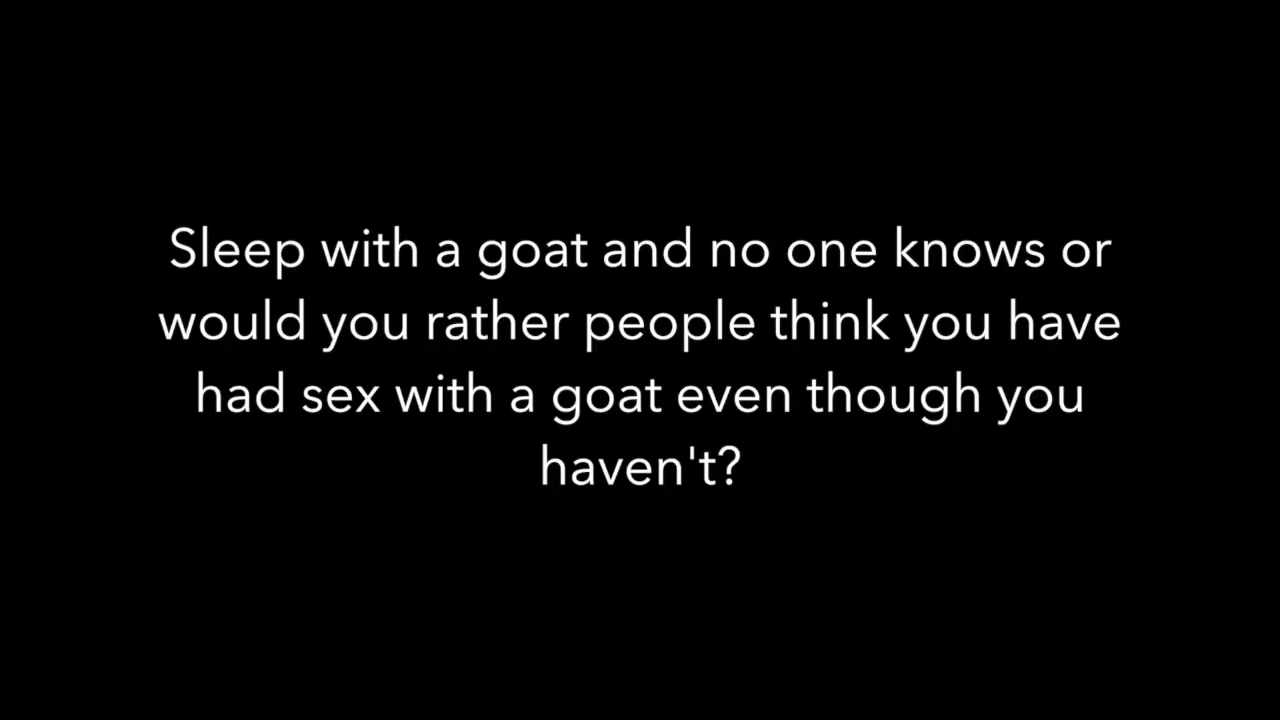 Sleep with a goat and no one knows or
would you rather people think you have
had sex with a goat even though you
haven't?